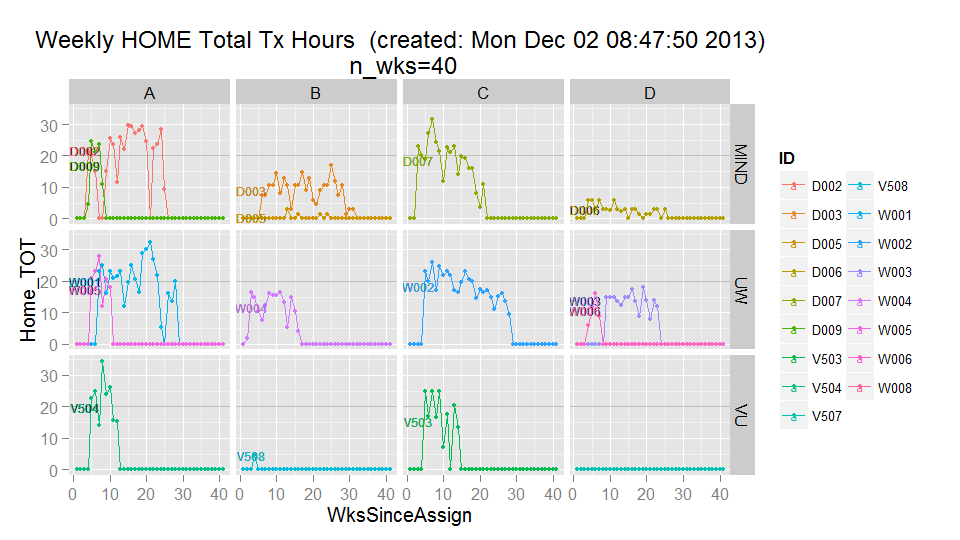 Weekly HOME Total Tx Hours (created: Mon Dec 02 08:47:50 2013)
n_wks=40
A B C D
Home_TOT
30
20
10
0
D002
D009
D003
D005
D007
D006
MIND
30
20
10
0
W001
W005
W004
W002
W003
W006
UW
30
20
10
0
V504
V508
V503
VU
0 10 20 30 40 0 10 20 30 40 0 10 20 30 40 0 10 20 30 40
WksSinceAssign
ID
D002
D003
D005
D006
D007
D009
V503
V504
V507
V508
W001
W002
W003
W004
W005
W006
W008